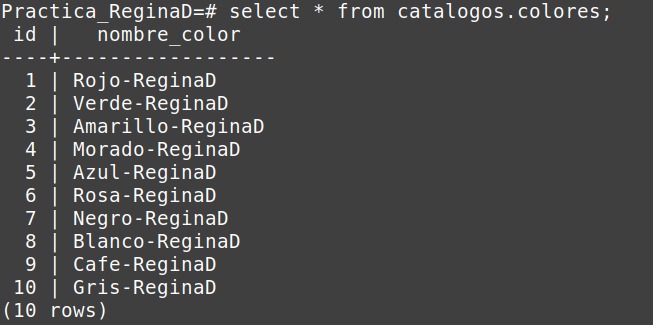 Practica_ReginaD=# select * from catalogos.colores;
 id |   nombre_color
----+------------------
  1 | Rojo-ReginaD
  2 | Verde-ReginaD
  3 | Amarillo-ReginaD
  4 | Morado-ReginaD
  5 | Azul-ReginaD
  6 | Rosa-ReginaD
  7 | Negro-ReginaD
  8 | Blanco-ReginaD
  9 | Cafe-ReginaD
 10 | Gris-ReginaD
(10 rows)